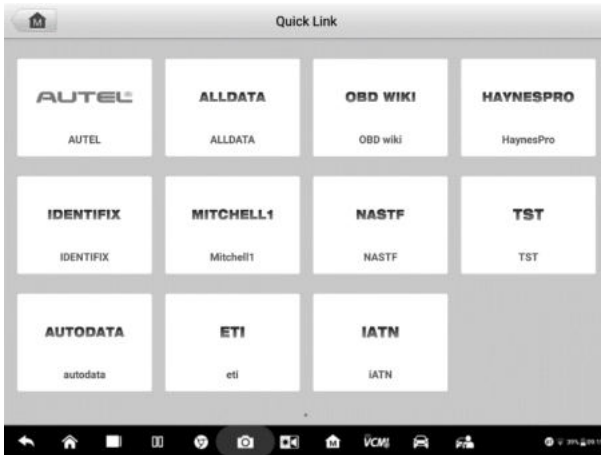 M
Quick Link
AUTEL
ALLDATA
OBD WIKI
HAYNESPRO
AUTEL
ALLDATA
OBD wiki
HaynesPro
IDENTIFIX
MITCHELL1
NASTF
TST
IDENTIFIX
Mitchell1
NASTF
TST
AUTODATA
ETI
IATN
autodata
eti
iATN
M
VCMI